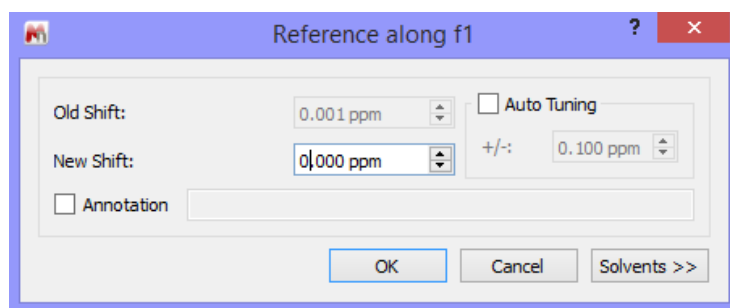 Reference along f1
?
×
Old Shift:
0.001 ppm
Auto Tuning
New Shift:
0.000 ppm
+/-:
0.100 ppm
Annotation
OK
Cancel
Solvents >>